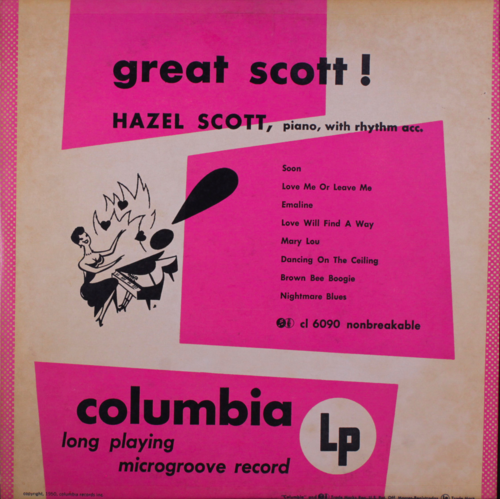 great scott!
HAZEL SCOTT, piano, with rhythm acc.
Soon
Love Me Or Leave Me
Emaline
Love Will Find A Way
Mary Lou
Dancing On The Ceiling
Brown Bee Boogie
Nightmare Blues
cl 6090 nonbreakable
columbia
Lp
long playing
microgroove record